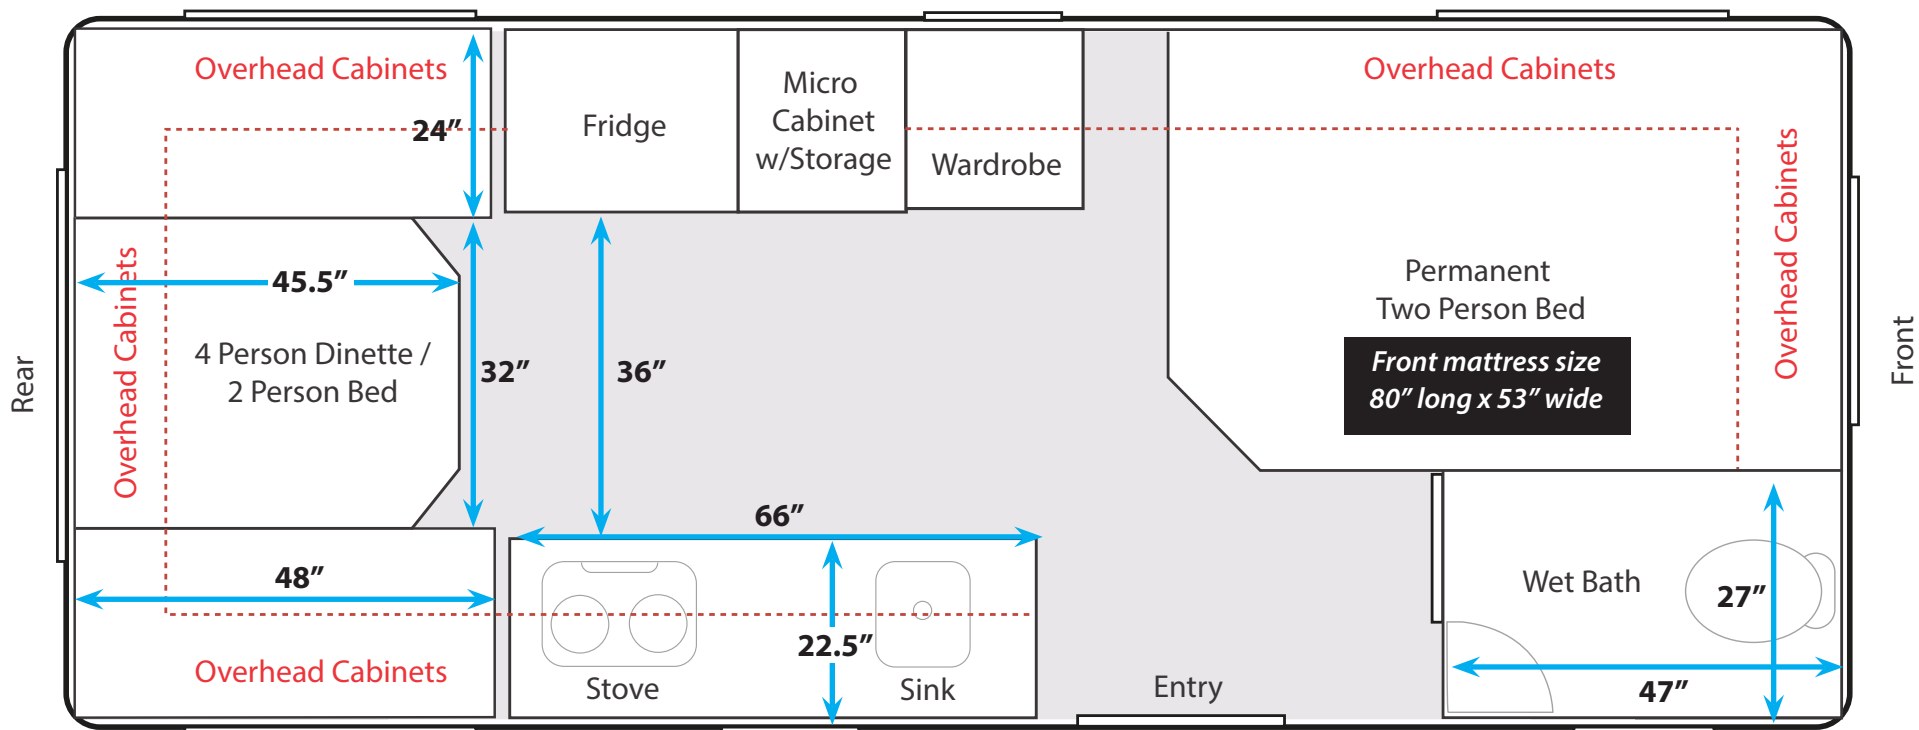 Overhead Cabinets
24”
Fridge
Micro
Cabinet
w/Storage
Wardrobe
Overhead Cabinets
Overhead Cabinets
45.5”
Overhead Cabinets
4 Person Dinette /
2 Person Bed
32”
36”
Permanent
Two Person Bed
Front mattress size
80” long x 53” wide
Rear
Front
66”
48”
22.5”
Wet Bath
27”
47”
Overhead Cabinets
Stove
Sink
Entry